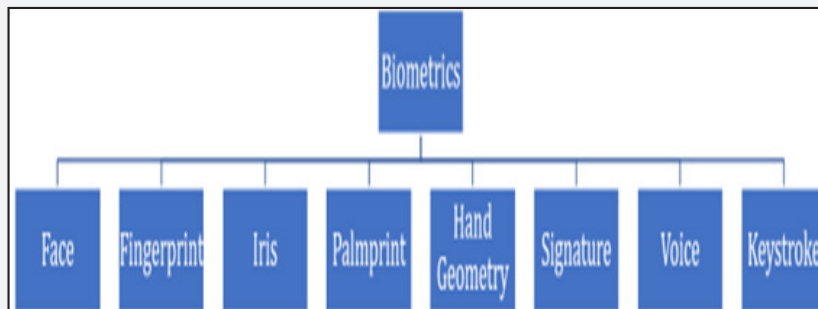 Biometrics
Face
Fingerprint
Iris
Palmprint
Hand
Geometry
Signature
Voice
Keystroke